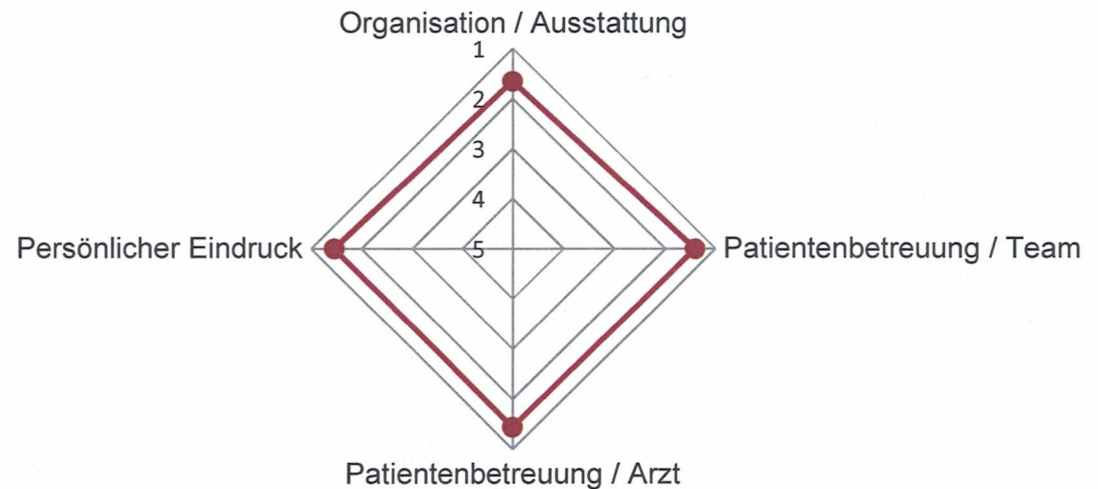 Organisation / Ausstattung
1
2
3
4
Persönlicher Eindruck
5
Patientenbetreuung / Team
Patientenbetreuung / Arzt